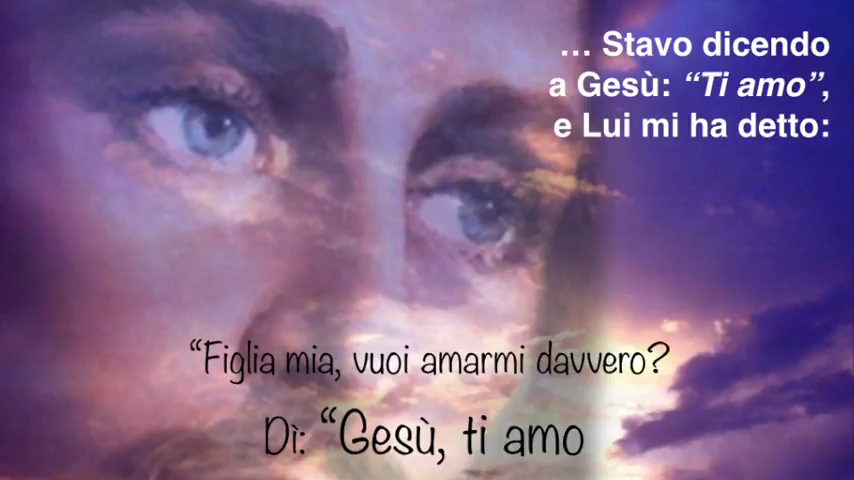 ... Stavo dicendo
a Gesù: “Ti amo”,
e Lui mi ha detto:
“Figlia mia, vuoi amarmi davvero?
Dì: “Gesù, ti amo